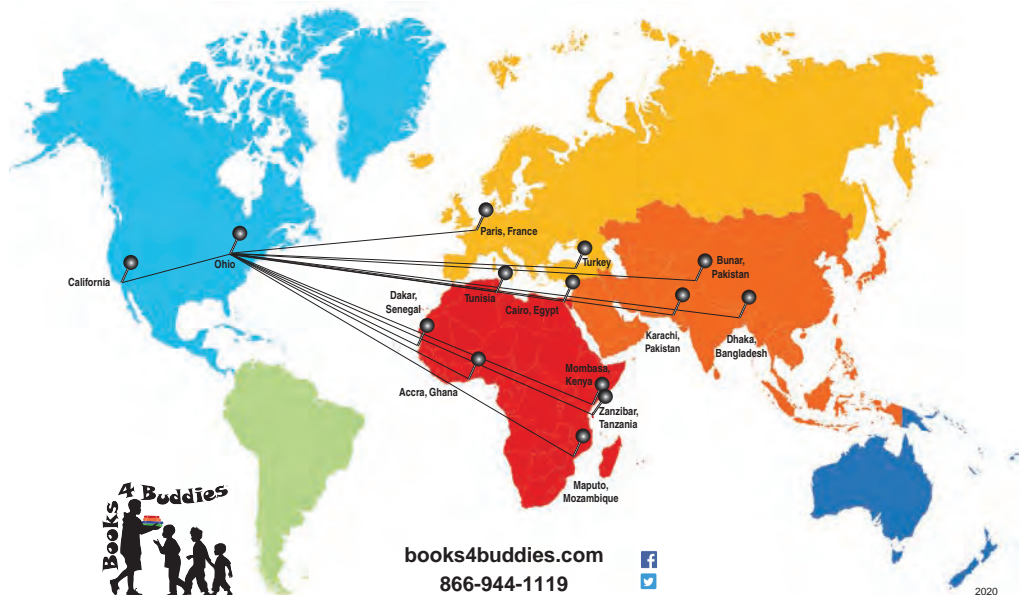 Paris, France
Ohio
Turkey
Bunar,
Pakistan
California
Tunisia
Cairo, Egypt
Dakar,
Senegal
Karachi,
Pakistan
Dhaka,
Bangladesh
Mombasa,
Kenya
Accra, Ghana
Zanzibar,
Tanzania
Maputo,
Mozambique
Books 4 Buddies
books4buddies.com
866-944-1119
2020